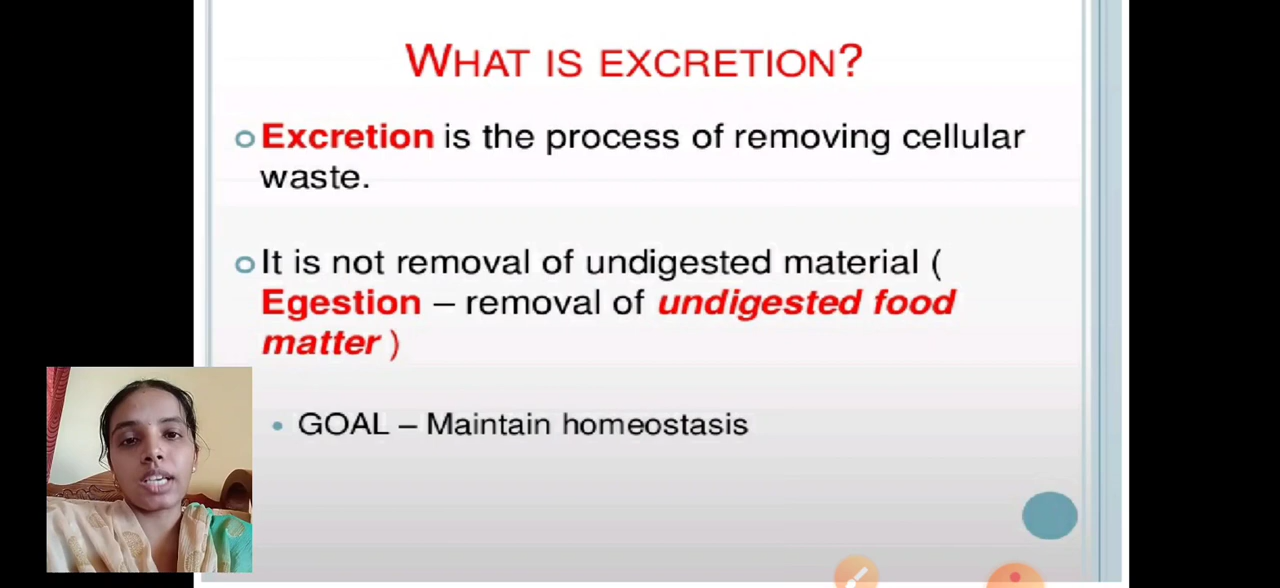 WHAT IS EXCRETION?
Excretion is the process of removing cellular
waste.
It is not removal of undigested material (
Egestion – removal of undigested food
matter )
GOAL – Maintain homeostasis